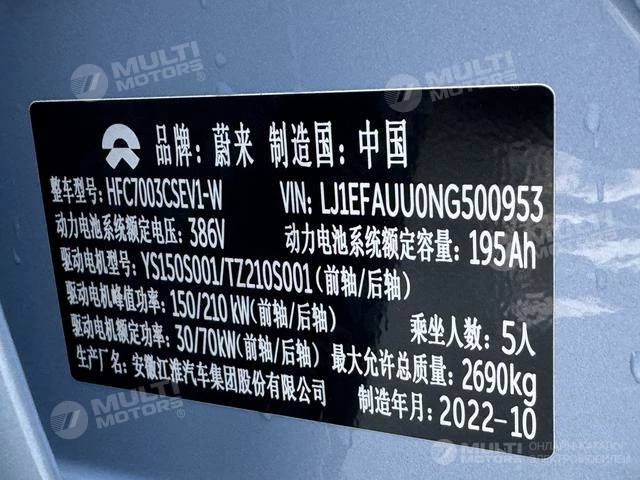 MULTI MOTORS®
MULTI MOTORS®
品牌: 蔚来 制造国: 中国
整车型号: HFC7003CSEV1-W VIN: LJ1EFAUU0NG500953
动力电池系统额定电压: 386V 动力电池系统额定容量: 195Ah
驱动电机型号: YS150S001/TZ210S001(前轴/后轴)
驱动电机峰值功率: 150/210kW(前轴/后轴)
驱动电机额定功率: 30/70kW(前轴/后轴) 乘坐人数: 5人
生产厂名: 安徽江淮汽车集团股份有限公司 最大允许总质量: 2690kg
制造年月: 2022-10
MULTI MOTORS®
MULTI MOTORS®
ОНЛАЙН-КАТАЛОГ
ЭЛЕКТРОМОБИЛЕЙ